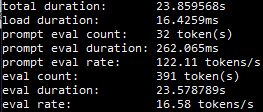 total duration: 23.859568s
load duration: 16.4259ms
prompt eval count: 32 token(s)
prompt eval duration: 262.065ms
prompt eval rate: 122.11 tokens/s
eval count: 391 token(s)
eval duration: 23.578789s
eval rate: 16.58 tokens/s